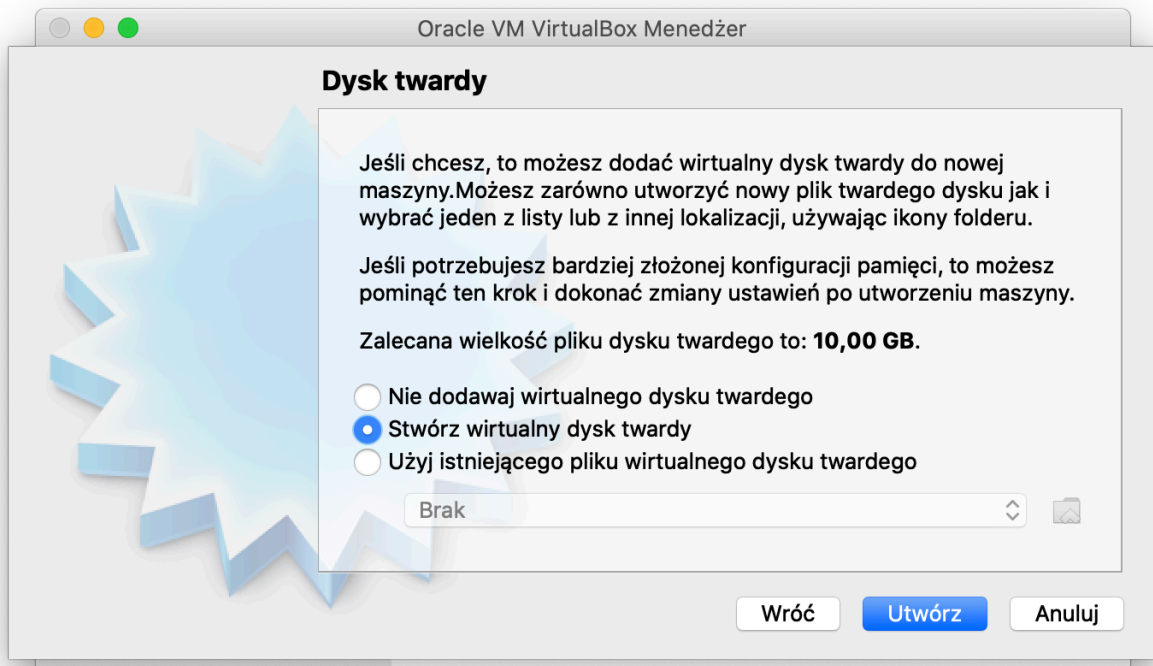 Oracle VM VirtualBox Menedżer
Dysk twardy
Jeśli chcesz, to możesz dodać wirtualny dysk twardy do nowej
maszyny.Możesz zarówno utworzyć nowy plik twardego dysku jak i
wybrać jeden z listy lub z innej lokalizacji, używając ikony folderu.
Jeśli potrzebujesz bardziej złożonej konfiguracji pamięci, to możesz
pominąć ten krok i dokonać zmiany ustawień po utworzeniu maszyny.
Zalecana wielkość pliku dysku twardego to: 10,00 GB.
Nie dodawaj wirtualnego dysku twardego
Stwórz wirtualny dysk twardy
Użyj istniejącego pliku wirtualnego dysku twardego
Brak
Wróć
Utwórz
Anuluj